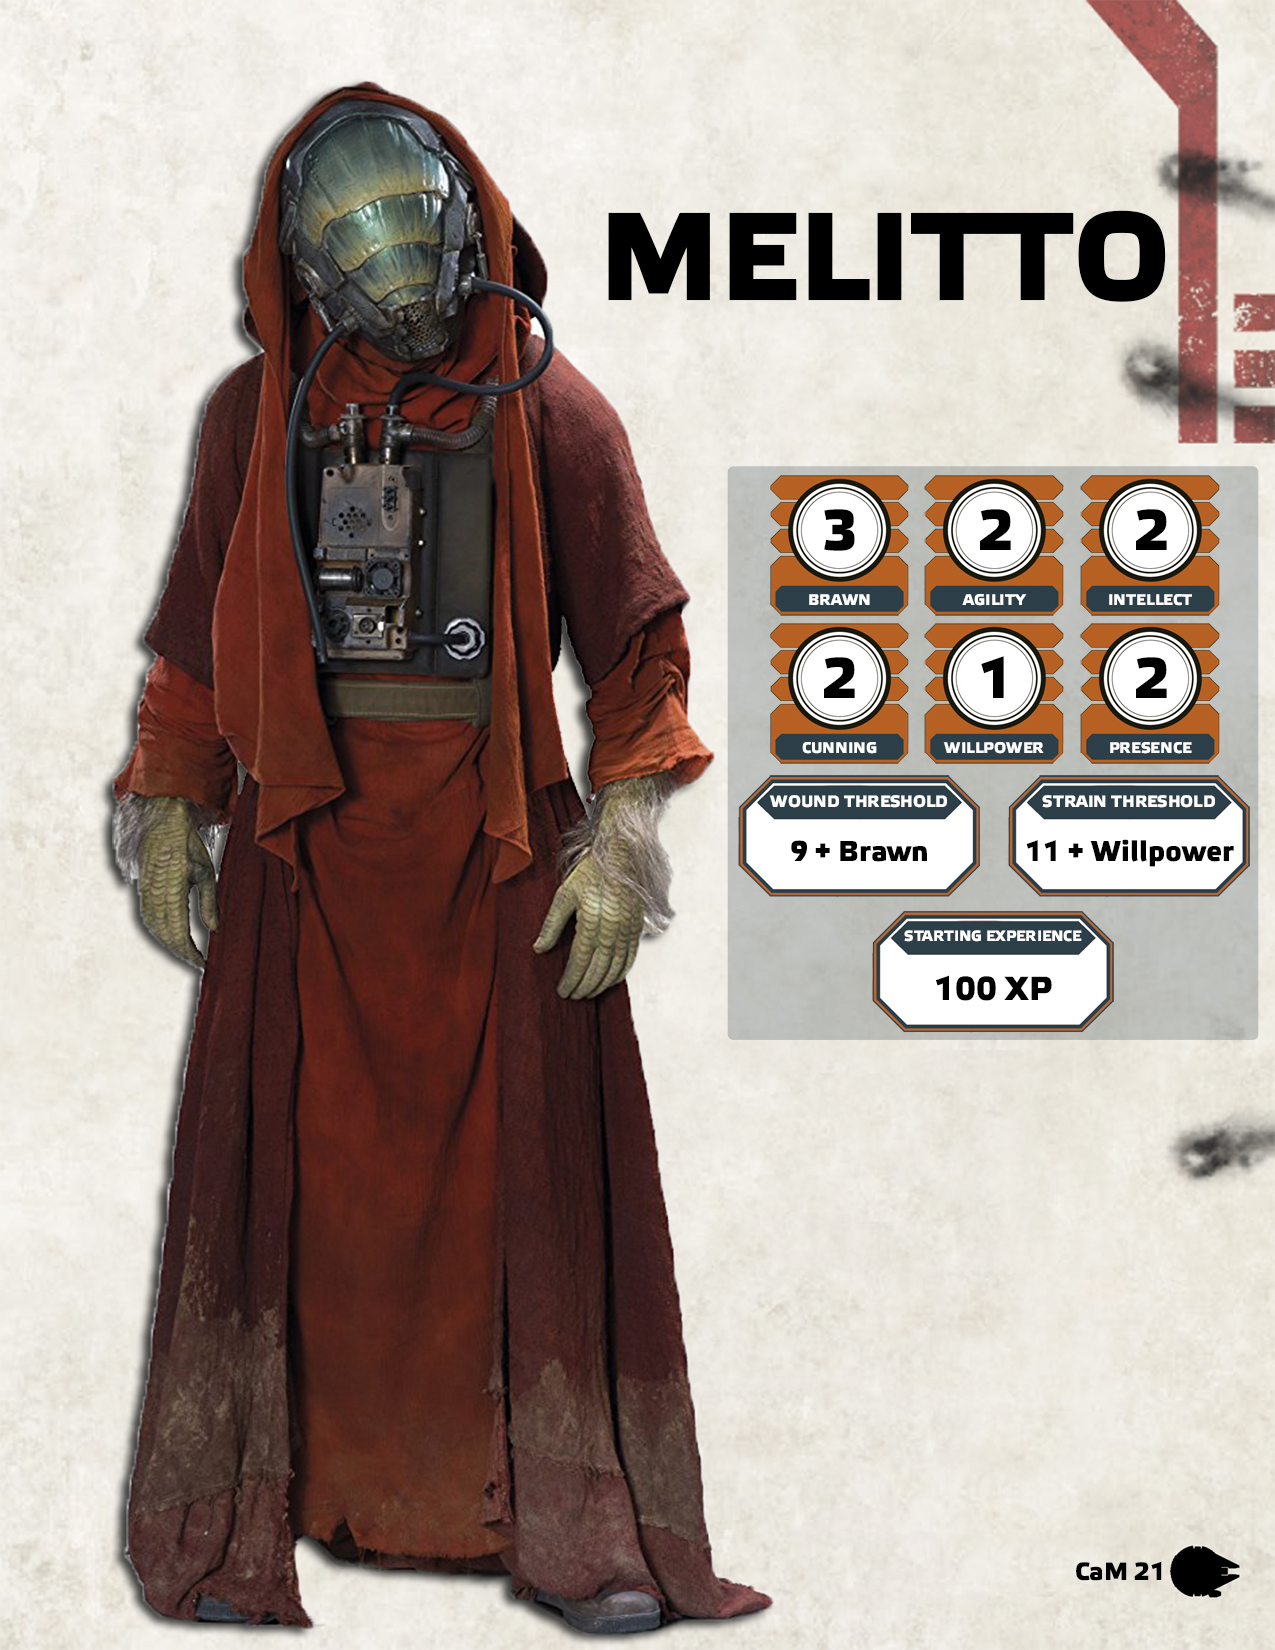 MELITTO
3 2 2
BRAWN AGILITY INTELLECT
2 1 2
CUNNING WILLPOWER PRESENCE
WOUND THRESHOLD STRAIN THRESHOLD
9 + Brawn 11 + Willpower
STARTING EXPERIENCE
100 XP
CaM 21